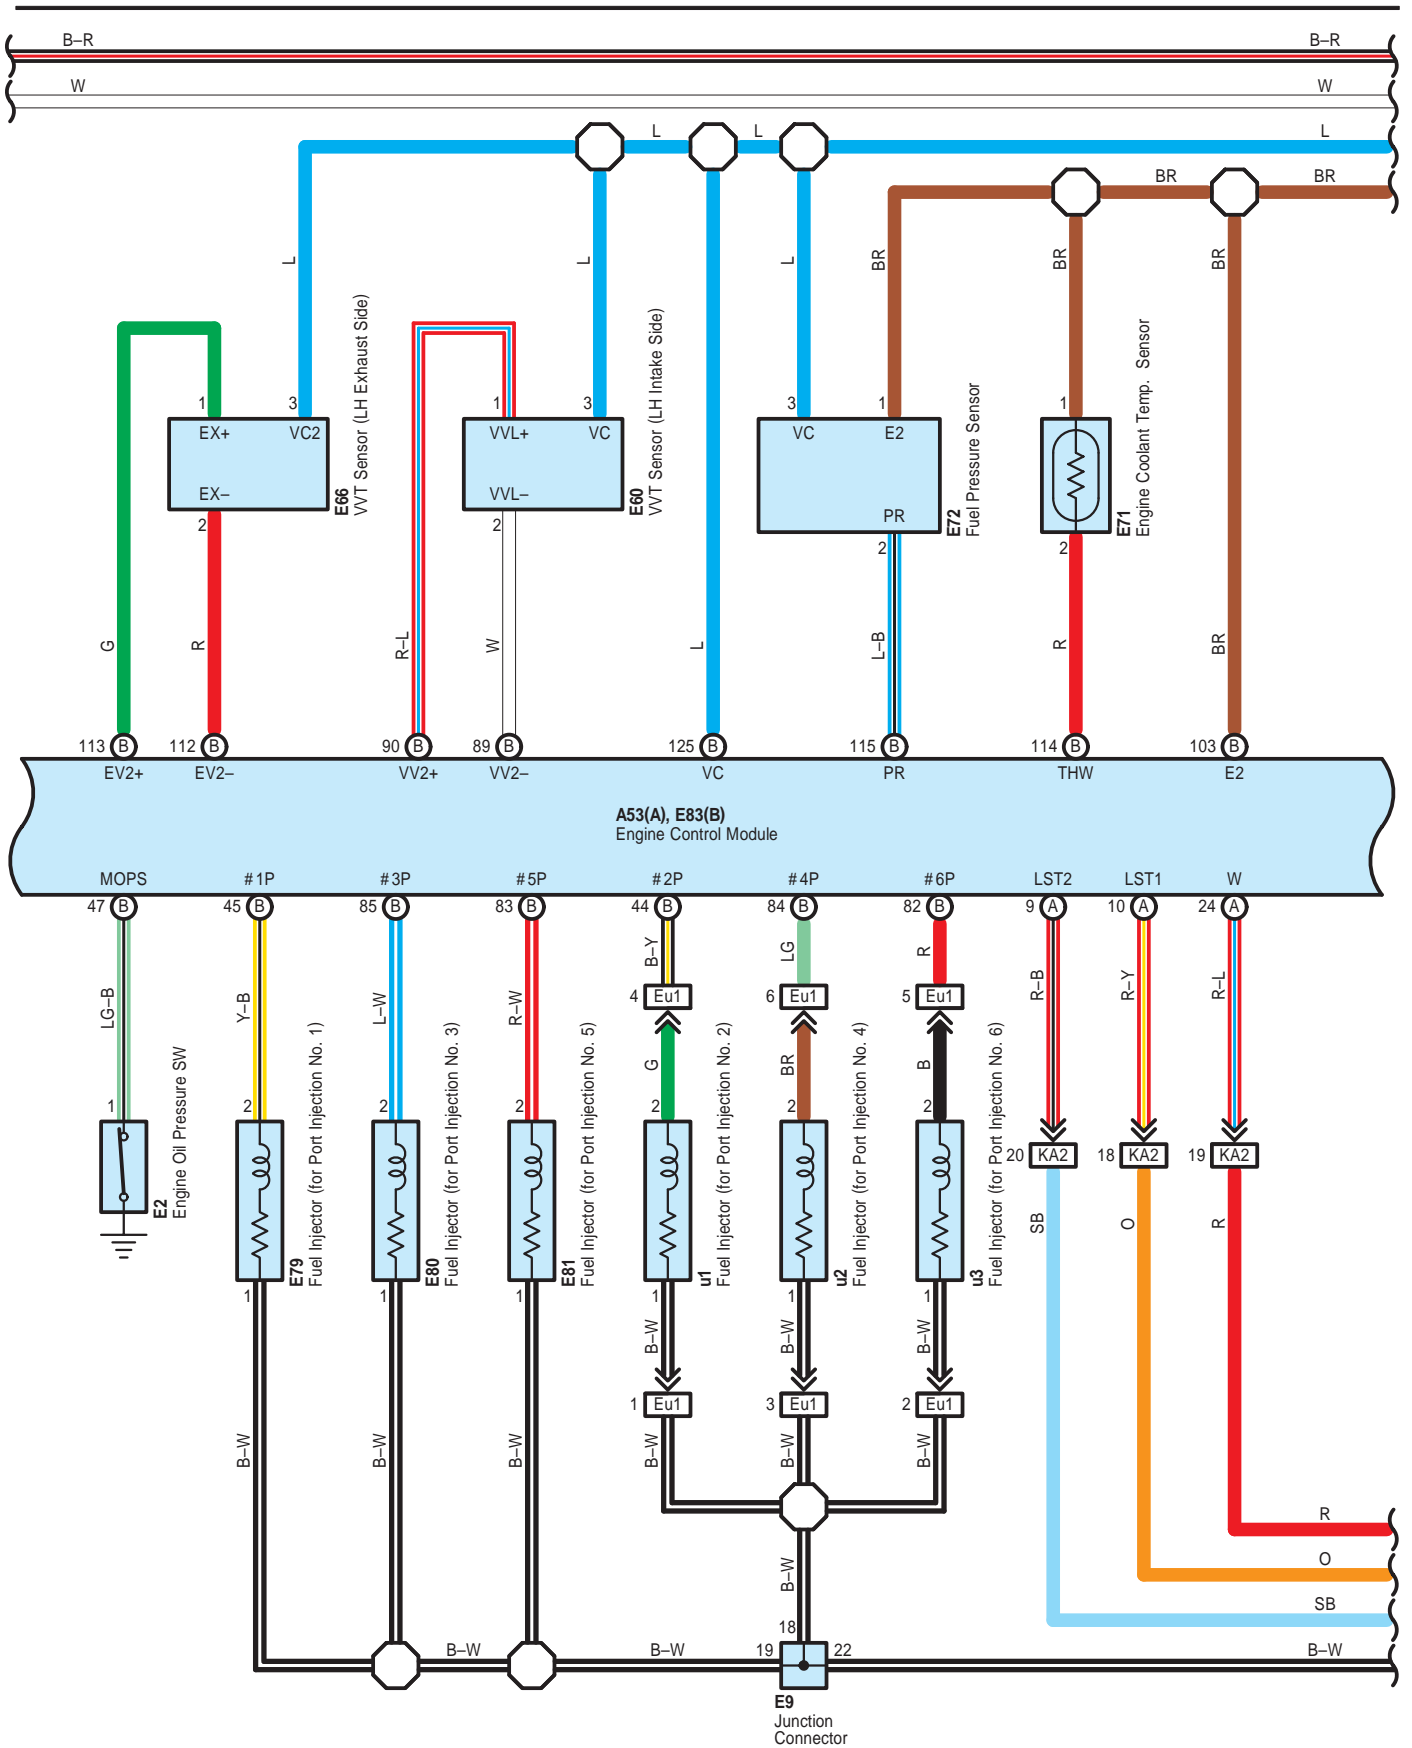 B–R
B–R
W
W
L
L
L
BR
BR
L
L
L
BR
BR
BR
1
3
1
3
3
1
1
EX+
VC2
VVL+
VC
VC
E2
EX–
VVL–
PR
2
2
2
2
E66
VVT Sensor (LH Exhaust Side)
E60
VVT Sensor (LH Intake Side)
E72
Fuel Pressure Sensor
E71
Engine Coolant Temp. Sensor
G
R
R–L
W
L
L–B
R
BR
113
B
112
B
90
B
89
B
125
B
115
B
114
B
103
B
EV2+
EV2–
VV2+
VV2–
VC
PR
THW
E2
A53(A), E83(B)
Engine Control Module
MOPS
#1P
#3P
#5P
#2P
#4P
#6P
LST2
LST1
W
47
B
45
B
85
B
83
B
44
B
84
B
82
B
9
A
10
A
24
A
LG–B
Y–B
L–W
R–W
B–Y
LG
R
R–B
R–Y
R–L
4
Eu1
6
Eu1
5
Eu1
G
BR
B
1
2
2
2
2
2
2
E2
Engine Oil Pressure SW
E79
Fuel Injector (for Port Injection No. 1)
E80
Fuel Injector (for Port Injection No. 3)
E81
Fuel Injector (for Port Injection No. 5)
u1
Fuel Injector (for Port Injection No. 2)
u2
Fuel Injector (for Port Injection No. 4)
u3
Fuel Injector (for Port Injection No. 6)
20
KA2
18
KA2
19
KA2
SB
O
R
1
1
1
1
1
1
B–W
B–W
B–W
1
Eu1
3
Eu1
2
Eu1
B–W
B–W
B–W
B–W
B–W
B–W
R
O
B–W
SB
18
B–W
B–W
19
22
B–W
E9
Junction
Connector